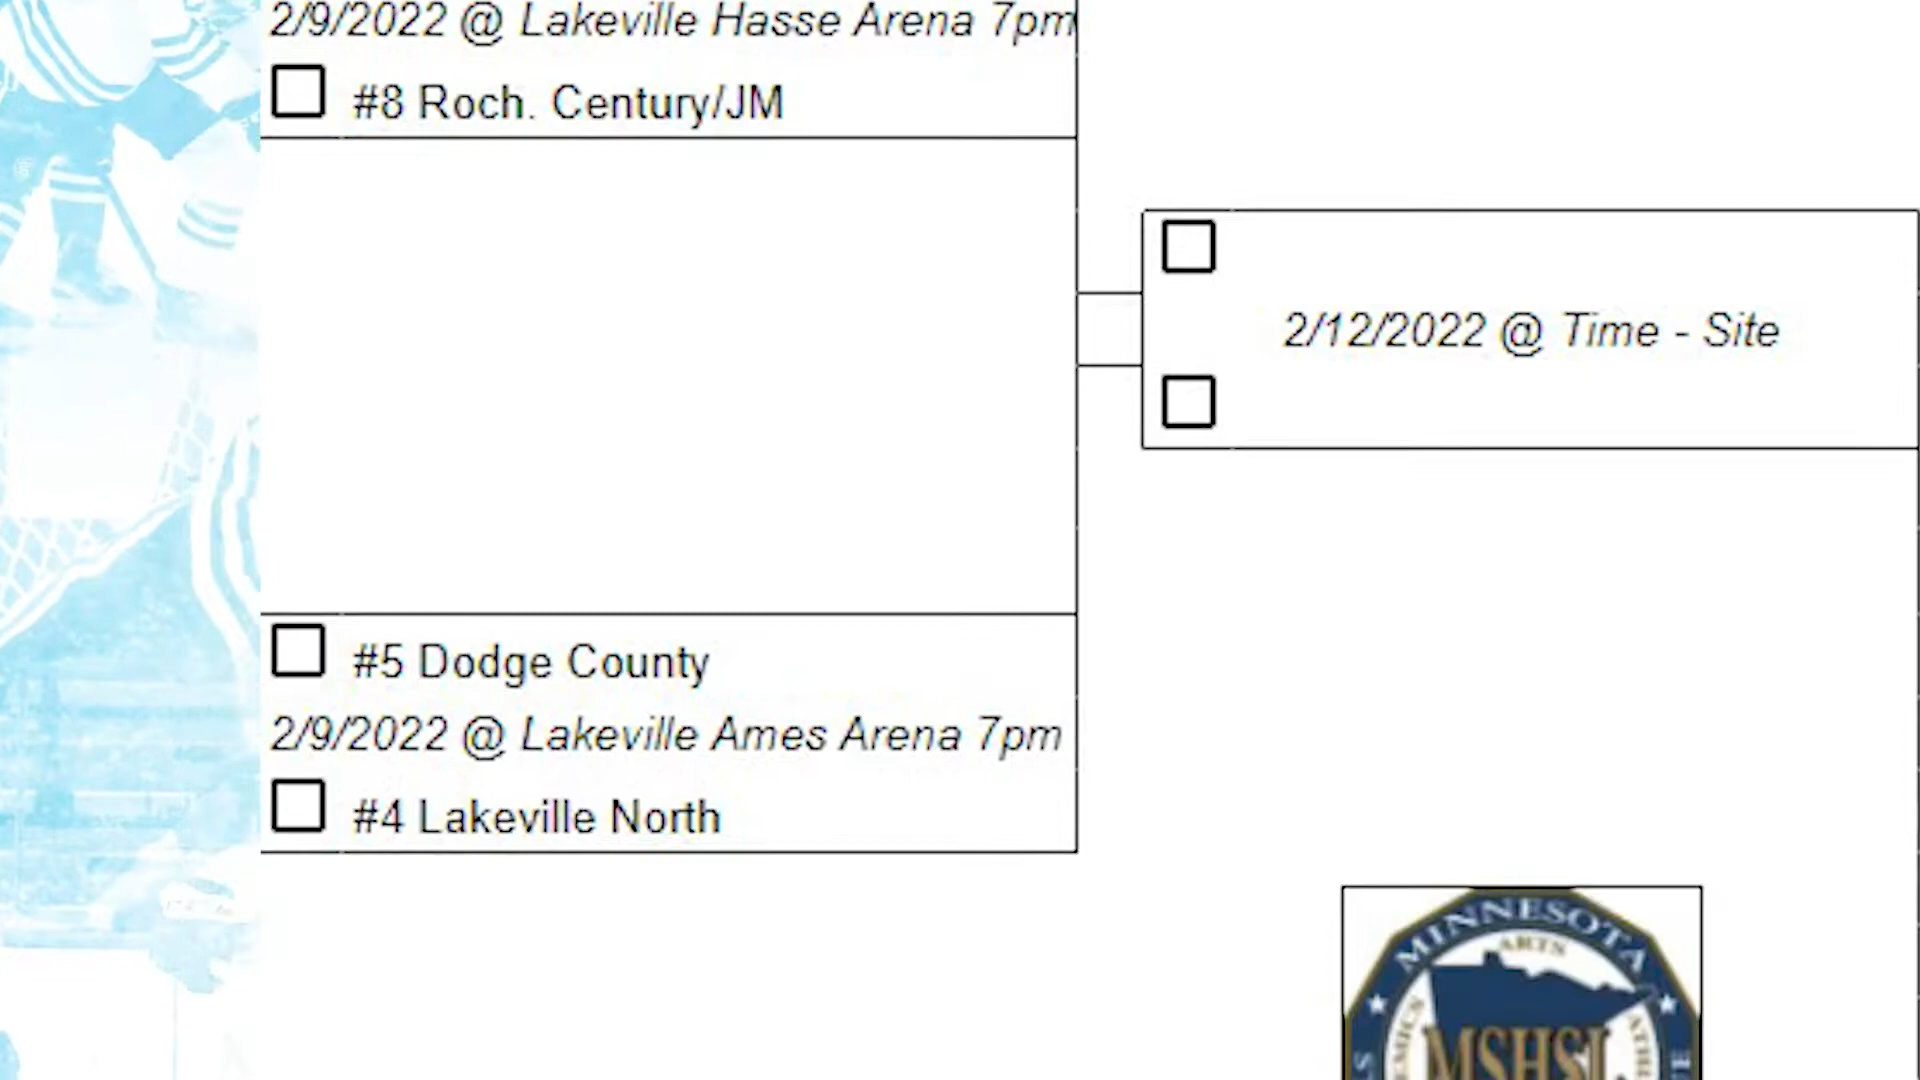 2/9/2022 @ Lakeville Hasse Arena 7pm
#8 Roch. Century/JM
2/12/2022 @ Time - Site
#5 Dodge County
2/9/2022 @ Lakeville Ames Arena 7pm
#4 Lakeville North
MINNESOTA
ARTS
MSHSL